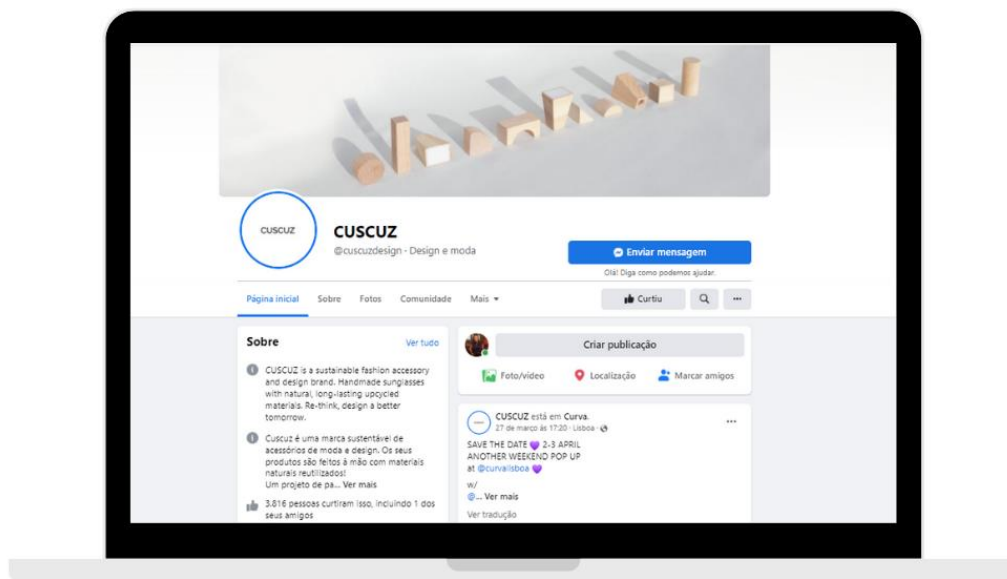 CUSCUZ
CUSCUZ
@cuscuzdesign · Design e moda
Enviar mensagem
Olá! Diga como podemos ajudar.
Página inicial Sobre Fotos Comunidade Mais
Curtiu
Sobre Ver tudo
CUSCUZ is a sustainable fashion accessory
and design brand. Handmade sunglasses
with natural, long-lasting upcycled
materials. Re-think, design a better
tomorrow.
Cuscuz é uma marca sustentável de
acessórios de moda e design. Os seus
produtos são feitos à mão com materiais
naturais reutilizados!
Um projeto de pa... Ver mais
3.816 pessoas curtiram isso, incluindo 1 dos
seus amigos
Criar publicação
Foto/vídeo Localização Marcar amigos
CUSCUZ está em Curva.
27 de março às 17:20 · Lisboa ·
SAVE THE DATE 💜 2-3 APRIL
ANOTHER WEEKEND POP UP
at @curvalisboa 💜
w/
@... Ver mais
Ver tradução